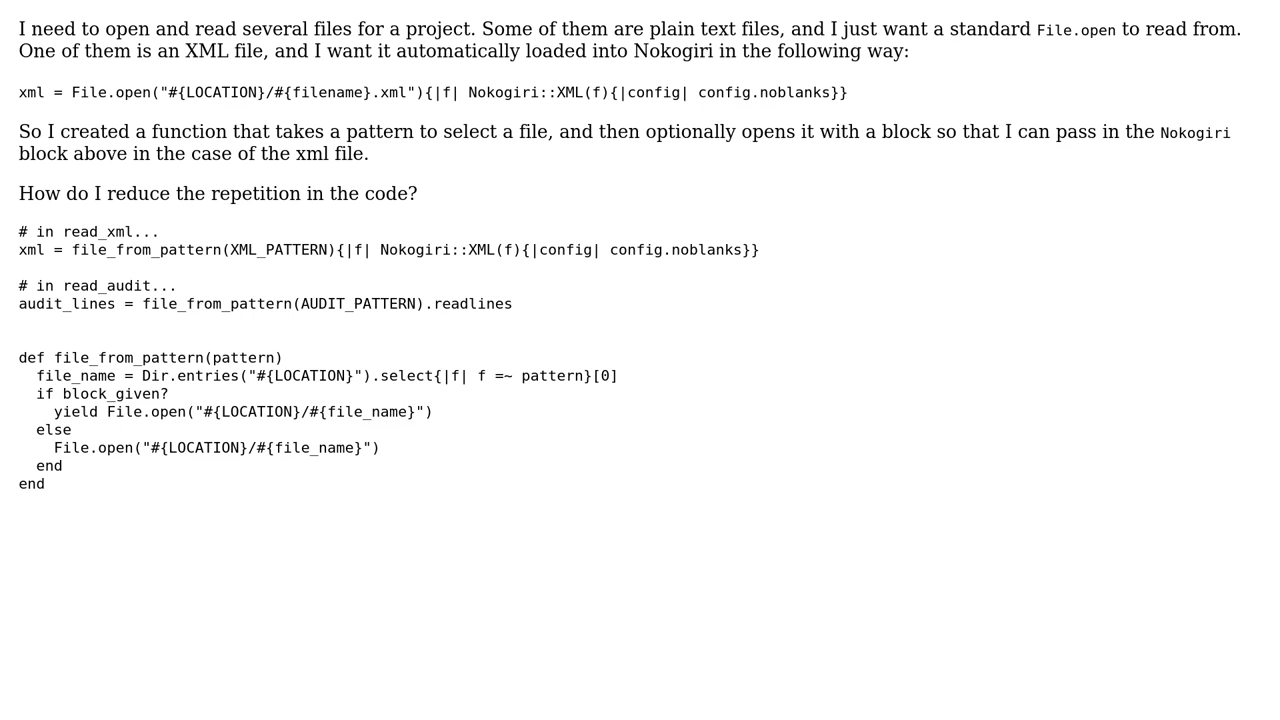 I need to open and read several files for a project. Some of them are plain text files, and I just want a standard File.open to read from.
One of them is an XML file, and I want it automatically loaded into Nokogiri in the following way:
xml = File.open("#{LOCATION}/#{filename}.xml"){|f| Nokogiri::XML(f){|config| config.noblanks}}
So I created a function that takes a pattern to select a file, and then optionally opens it with a block so that I can pass in the Nokogiri
block above in the case of the xml file.
How do I reduce the repetition in the code?
# in read_xml...
xml = file_from_pattern(XML_PATTERN){|f| Nokogiri::XML(f){|config| config.noblanks}}
# in read_audit...
audit_lines = file_from_pattern(AUDIT_PATTERN).readlines
def file_from_pattern(pattern)
  file_name = Dir.entries("#{LOCATION}").select{|f| f =~ pattern}[0]
  if block_given?
    yield File.open("#{LOCATION}/#{file_name}")
  else
    File.open("#{LOCATION}/#{file_name}")
  end
end